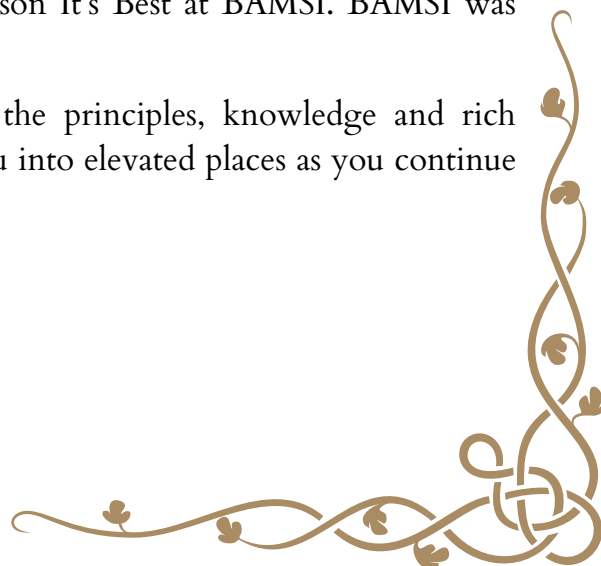 son It's Best at BAMSI. BAMSI was
the principles, knowledge and rich
u into elevated places as you continue